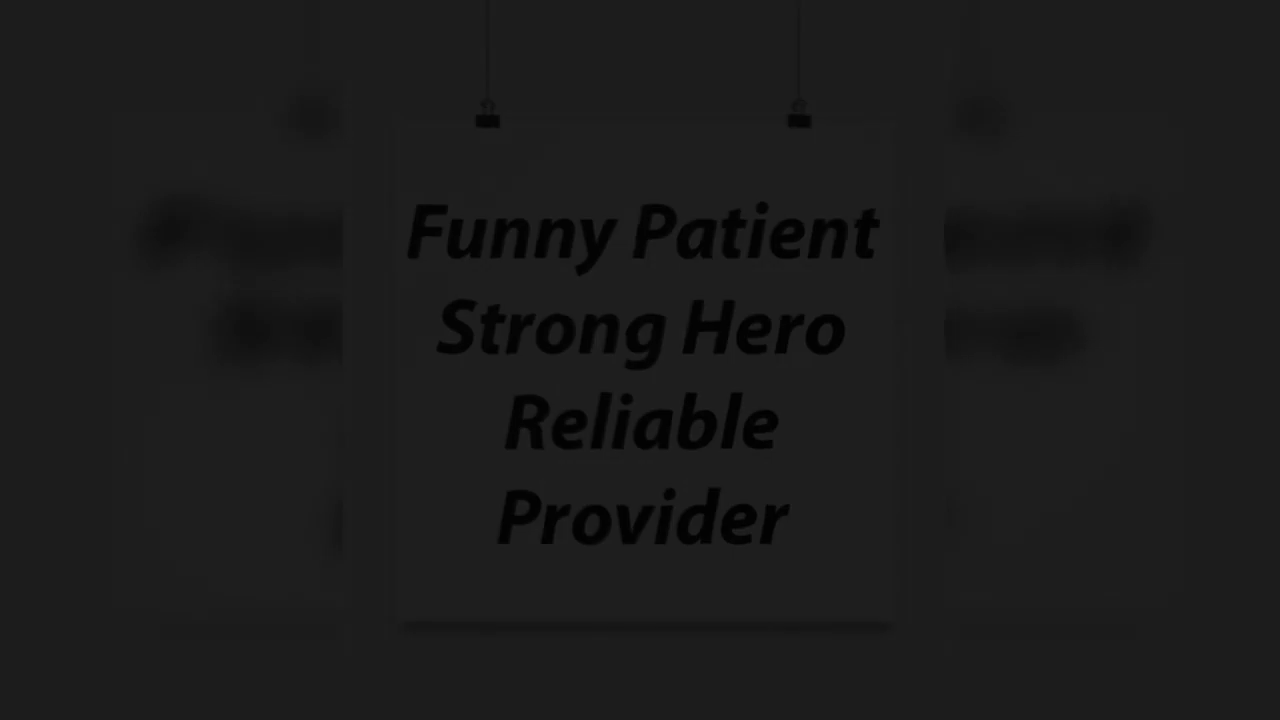 Funny Patient
Strong Hero
Reliable
Provider